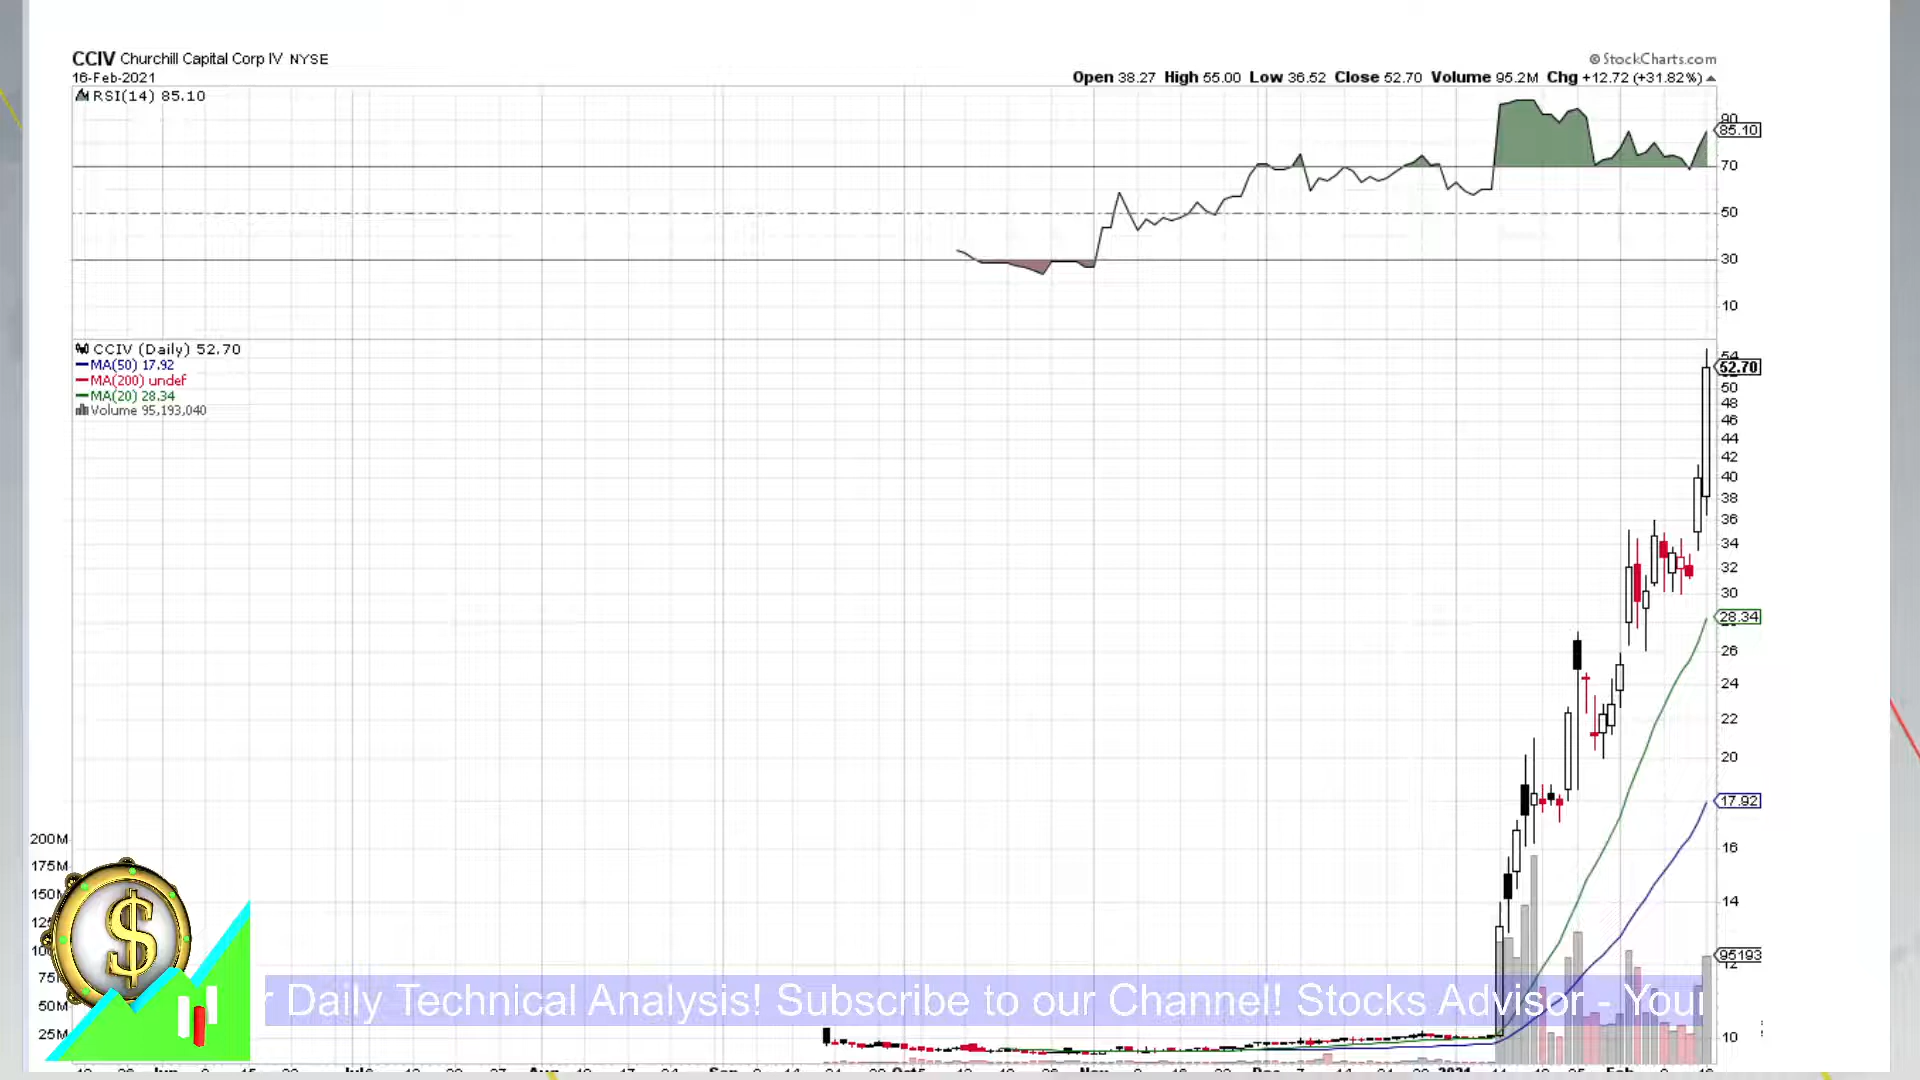 CCIV Churchill Capital Corp IV NYSE
© StockCharts.com
16-Feb-2021
Open 38.27 High 55.00 Low 36.52 Close 52.70 Volume 95.2M Chg +12.72 (+31.82%)
RSI(14) 85.10
90
85.10
70
50
30
10
CCIV (Daily) 52.70
MA(50) 17.92
MA(200) undef
MA(20) 28.34
Volume 95,193,040
54
52.70
50
48
46
44
42
40
38
36
34
32
30
28.34
26
24
22
20
17.92
16
14
95193
12
10
200M
175M
150M
75M
50M
25M
$
r Daily Technical Analysis! Subscribe to our Channel! Stocks Advisor - Your